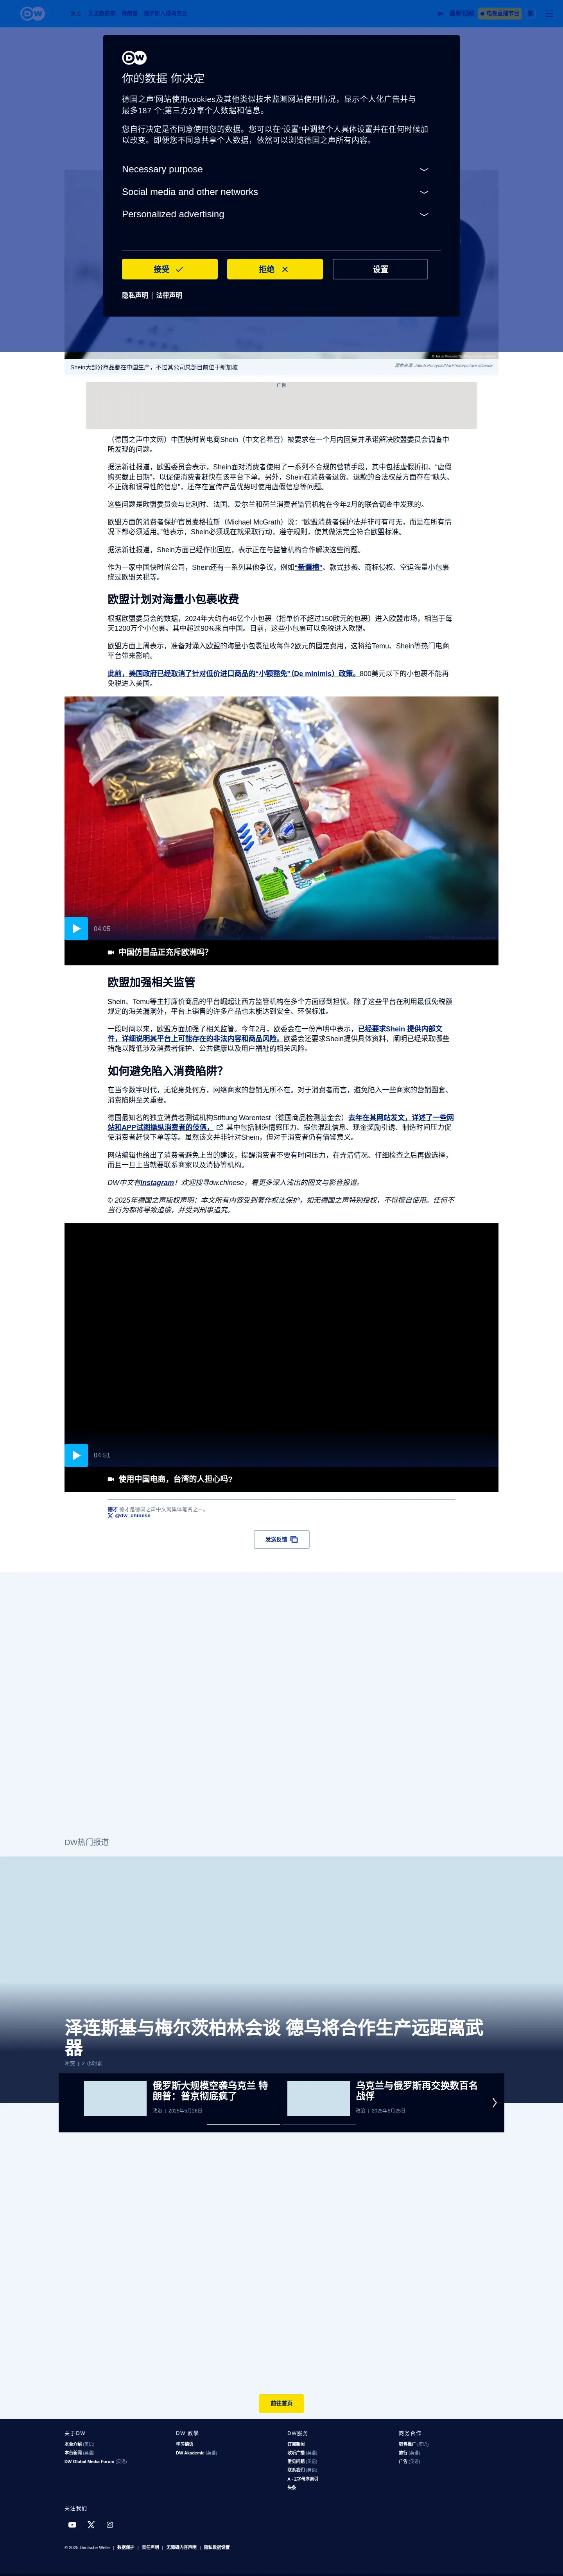 DW
最新视频
在现直播节目
DW
你的数据 你决定
德国之声'网站使用cookies及其他类似技术监测网站使用情况，显示个人化广告并与
最多187 个;第三方分享个人数据和信息。
您自行决定是否同意使用您的数据。您可以在“设置”中调整个人具体设置并在任何时候加
以改变。即便您不同意共享个人数据，依然可以浏览德国之声所有内容。
Necessary purpose
Social media and other networks
Personalized advertising
接受
拒绝
设置
隐私声明 | 法律声明
Shein大部分商品都在中国生产，不过其公司总部目前位于新加坡
图像来源: Jakub Porzycki/NurPhoto/picture alliance
广告
（德国之声中文网）中国快时尚电商Shein（中文名希音）被要求在一个月内回复并承诺解决欧盟委员会调查中
所发现的问题。
据法新社报道，欧盟委员会表示，Shein面对消费者使用了一系列不合规的营销手段，其中包括虚假折扣、“虚假
购买截止日期”，以促使消费者赶快在该平台下单。另外，Shein在消费者退货、退款的合法权益方面存在“缺失、
不正确和误导性的信息”，还存在宣传产品优势时使用虚假信息等问题。
这些问题是欧盟委员会与比利时、法国、爱尔兰和荷兰消费者监管机构在今年2月的联合调查中发现的。
欧盟方面的消费者保护官员麦格拉斯（Michael McGrath）说：“欧盟消费者保护法并非可有可无，而是在所有情
况下都必须适用。”他表示，Shein必须现在就采取行动，遵守规则，使其做法完全符合欧盟标准。
据法新社报道，Shein方面已经作出回应，表示正在与监管机构合作解决这些问题。
作为一家中国快时尚公司，Shein还有一系列其他争议，例如“新疆棉”、款式抄袭、商标侵权、空运海量小包裹
绕过欧盟关税等。
欧盟计划对海量小包裹收费
根据欧盟委员会的数据，2024年大约有46亿个小包裹（指单价不超过150欧元的包裹）进入欧盟市场，相当于每
天1200万个小包裹。其中超过90%来自中国。目前，这些小包裹可以免税进入欧盟。
欧盟方面上周表示，准备对涌入欧盟的海量小包裹征收每件2欧元的固定费用，这将给Temu、Shein等热门电商
平台带来影响。
此前，美国政府已经取消了针对低价进口商品的“小额豁免”（De minimis）政策。800美元以下的小包裹不能再
免税进入美国。
04:05
中国仿冒品正充斥欧洲吗？
欧盟加强相关监管
Shein、Temu等主打廉价商品的平台崛起让西方监管机构在多个方面感到担忧。除了这些平台在利用最低免税额
规定的海关漏洞外，平台上销售的许多产品也未能达到安全、环保标准。
一段时间以来，欧盟方面加强了相关监管。今年2月，欧委会在一份声明中表示，已经要求Shein 提供内部文
件，详细说明其平台上可能存在的非法内容和商品风险。欧委会还要求Shein提供具体资料，阐明已经采取哪些
措施以降低涉及消费者保护、公共健康以及用户福祉的相关风险。
如何避免陷入消费陷阱？
在当今数字时代，无论身处何方，网络商家的营销无所不在。对于消费者而言，避免陷入一些商家的营销圈套、
消费陷阱至关重要。
德国最知名的独立消费者测试机构Stiftung Warentest（德国商品检测基金会）去年在其网站发文，详述了一些网
站和APP试图操纵消费者的伎俩， 其中包括制造情感压力、提供混乱信息、现金奖励引诱、制造时间压力促
使消费者赶快下单等等。虽然该文并非针对Shein，但对于消费者仍有借鉴意义。
网站编辑也给出了消费者避免上当的建议，提醒消费者不要有时间压力，在弄清情况、仔细检查之后再做选择，
而且一旦上当就要联系商家以及消协等机构。
DW中文有Instagram！欢迎搜寻dw.chinese，看更多深入浅出的图文与影音报道。
© 2025年德国之声版权声明：本文所有内容受到著作权法保护，如无德国之声特别授权，不得擅自使用。任何不
当行为都将导致追偿，并受到刑事追究。
04:51
使用中国电商，台湾的人担心吗?
德才 德才是德国之声中文网集体笔名之一。
@dw_chinese
发送反馈
DW热门报道
泽连斯基与梅尔茨柏林会谈 德乌将合作生产远距离武
器
冲突 | 2 小时前
俄罗斯大规模空袭乌克兰 特
朗普：普京彻底疯了
政治 | 2025年5月26日
乌克兰与俄罗斯再交换数百名
战俘
政治 | 2025年5月25日
前往首页
关于DW
本台介绍 (英语)
本台新闻 (英语)
DW Global Media Forum (英语)
DW 教学
学习德语
DW Akademie (英语)
DW服务
订阅新闻
收听广播 (英语)
常见问题 (英语)
联系我们 (英语)
A - Z字母序索引
头条
商务合作
销售推广 (英语)
旅行 (英语)
广告 (英语)
关注我们
© 2025 Deutsche Welle | 数据保护 | 责任声明 | 无障碍内容声明 | 隐私数据设置